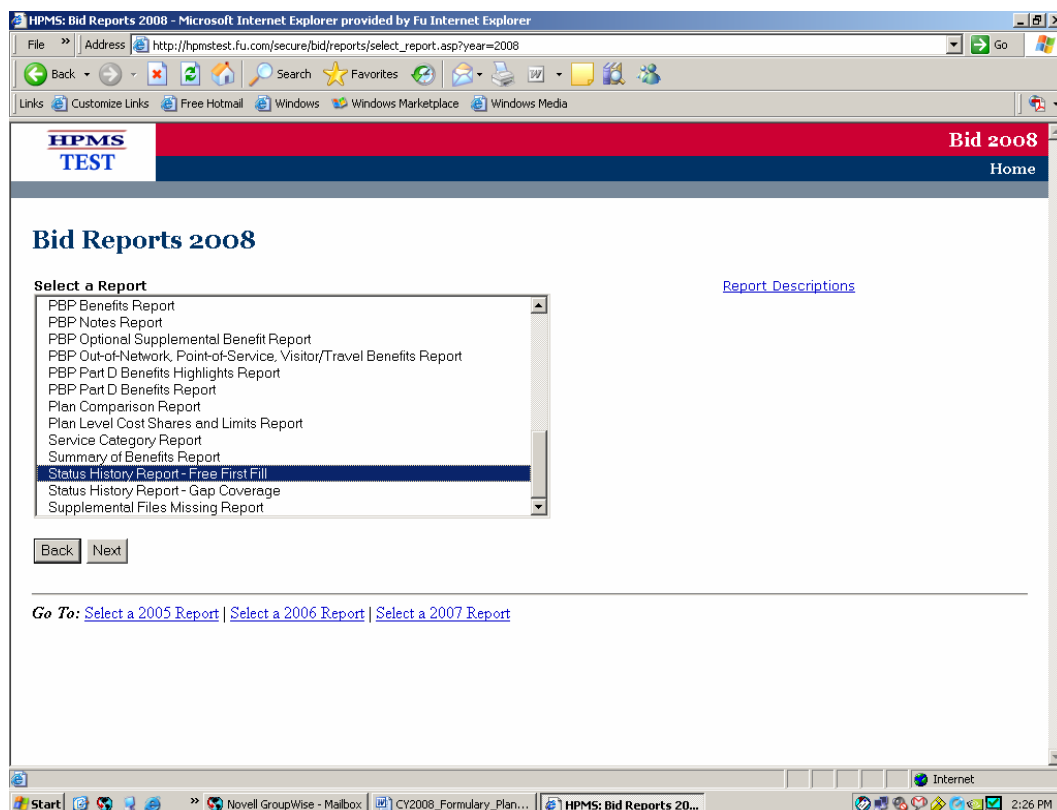 HPMS: Bid Reports 2008 - Microsoft Internet Explorer provided by Fu Internet Explorer
File » Address http://hpmstest.fu.com/secure/bid/reports/select_report.asp?year=2008 Go
Back Search Favorites
Links Customize Links Free Hotmail Windows Windows Marketplace Windows Media
HPMS
TEST
Bid 2008
Home
Bid Reports 2008
Select a Report
Report Descriptions
PBP Benefits Report
PBP Notes Report
PBP Optional Supplemental Benefit Report
PBP Out-of-Network, Point-of-Service, Visitor/Travel Benefits Report
PBP Part D Benefits Highlights Report
PBP Part D Benefits Report
Plan Comparison Report
Plan Level Cost Shares and Limits Report
Service Category Report
Summary of Benefits Report
Status History Report - Free First Fill
Status History Report - Gap Coverage
Supplemental Files Missing Report
Back Next
Go To: Select a 2005 Report | Select a 2006 Report | Select a 2007 Report
Internet
Start » Novell GroupWise - Mailbox CY2008_Formulary_Plan... HPMS: Bid Reports 20... 2:26 PM